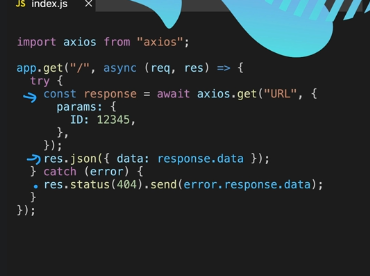 JS index.js ×
import axios from "axios";
app.get("/", async (req, res) => {
  try {
    const response = await axios.get("URL", {
      params: {
        ID: 12345,
      },
    });
    res.json({ data: response.data });
  } catch (error) {
    res.status(404).send(error.response.data);
  }
});